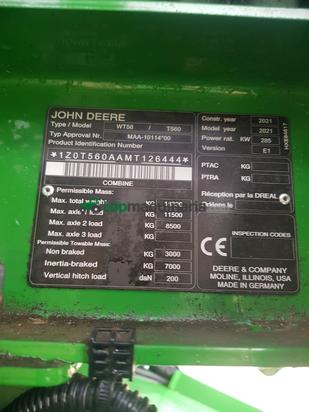 JOHN DEERE
Type / Model WT56 / T560
Typ Approval Nr. MAA-10114*00
Product Identification Number
*1Z0T560AAMT126444*
COMBINE
Permissible Mass:
Max. total weight kg
Max. axle 1 load kg 11500
Max. axle 2 load kg 8500
Max. axle 3 load kg
Permissible Towable Mass:
Non braked kg 3000
Inertia-braked kg 7000
Vertical hitch load daN 200
Constr. year 2021
Model year 2021
Power rat. KW 285
Version E1
PTAC KG
PTRA KG
Réception par la DREAL
INSPECTION CODES
CE
DEERE & COMPANY
MOLINE, ILLINOIS, USA
MADE IN GERMANY